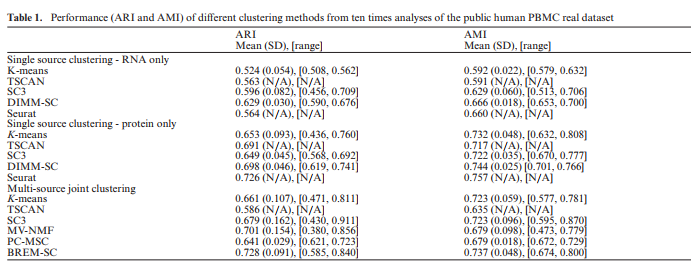 Table 1. Performance (ARI and AMI) of different clustering methods from ten times analyses of the public human PBMC real dataset
ARI AMI
Mean (SD), [range] Mean (SD), [range]
Single source clustering - RNA only
K-means 0.524 (0.054), [0.508, 0.562] 0.592 (0.022), [0.579, 0.632]
TSCAN 0.563 (N/A), [N/A] 0.591 (N/A), [N/A]
SC3 0.596 (0.082), [0.456, 0.709] 0.629 (0.060), [0.513, 0.706]
DIMM-SC 0.629 (0.030), [0.590, 0.676] 0.666 (0.018), [0.653, 0.700]
Seurat 0.564 (N/A), [N/A] 0.660 (N/A), [N/A]
Single source clustering - protein only
K-means 0.653 (0.093), [0.436, 0.760] 0.732 (0.048), [0.632, 0.808]
TSCAN 0.691 (N/A), [N/A] 0.717 (N/A), [N/A]
SC3 0.649 (0.045), [0.568, 0.692] 0.722 (0.035), [0.670, 0.777]
DIMM-SC 0.698 (0.046), [0.619, 0.741] 0.744 (0.025) [0.701, 0.766]
Seurat 0.726 (N/A), [N/A] 0.757 (N/A), [N/A]
Multi-source joint clustering
K-means 0.661 (0.107), [0.471, 0.811] 0.723 (0.059), [0.577, 0.781]
TSCAN 0.586 (N/A), [N/A] 0.635 (N/A), [N/A]
SC3 0.679 (0.162), [0.430, 0.911] 0.723 (0.096), [0.595, 0.870]
MV-NMF 0.701 (0.154), [0.380, 0.856] 0.679 (0.098), [0.473, 0.779]
PC-MSC 0.641 (0.029), [0.621, 0.723] 0.679 (0.018), [0.672, 0.729]
BREM-SC 0.728 (0.091), [0.585, 0.840] 0.737 (0.048), [0.674, 0.800]